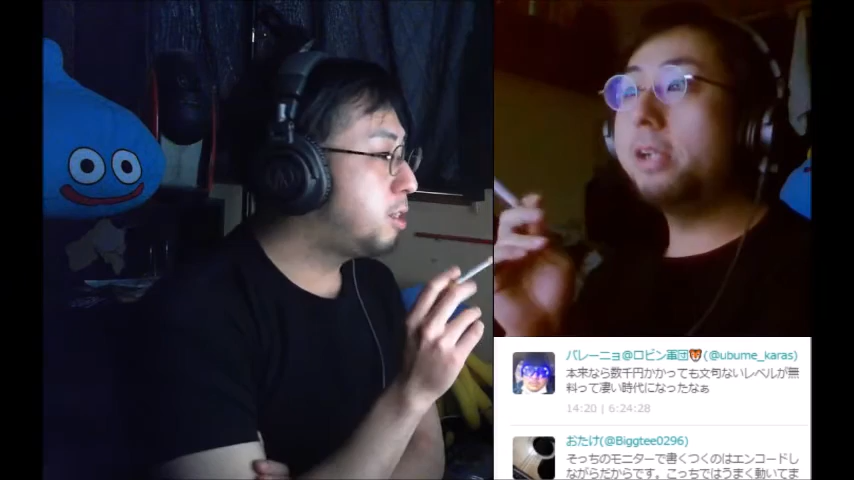 バレーニョ@ロビン軍団🐯(@ubume_karas)
本来なら数千円かかっても文句ないレベルが無
料って凄い時代になったなぁ
14:20 | 6:24:28
おたけ(@Biggtee0296)
そっちのモニターで書くつくのはエンコードし
ながらだからです。こっちではうまく動いてま